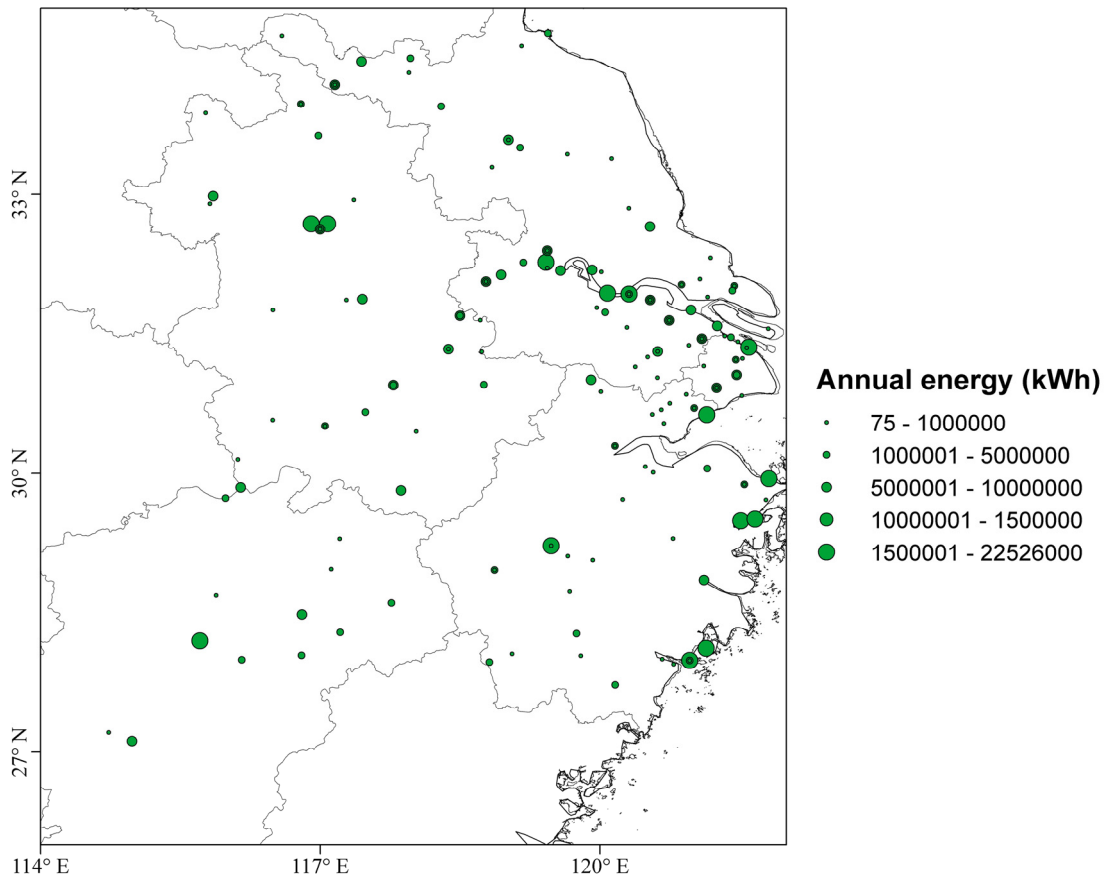 33° N
30° N
27° N
114° E
117° E
120° E
Annual energy (kWh)
75 - 1000000
1000001 - 5000000
5000001 - 10000000
10000001 - 1500000
1500001 - 22526000